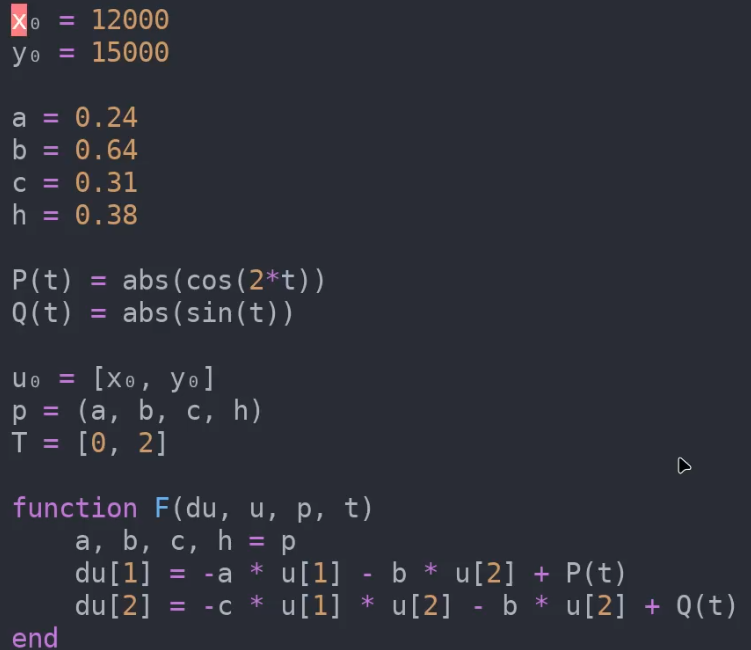 x₀ = 12000
y₀ = 15000
a = 0.24
b = 0.64
c = 0.31
h = 0.38
P(t) = abs(cos(2*t))
Q(t) = abs(sin(t))
u₀ = [x₀, y₀]
p = (a, b, c, h)
T = [0, 2]
function F(du, u, p, t)
    a, b, c, h = p
    du[1] = -a * u[1] - b * u[2] + P(t)
    du[2] = -c * u[1] * u[2] - b * u[2] + Q(t)
end